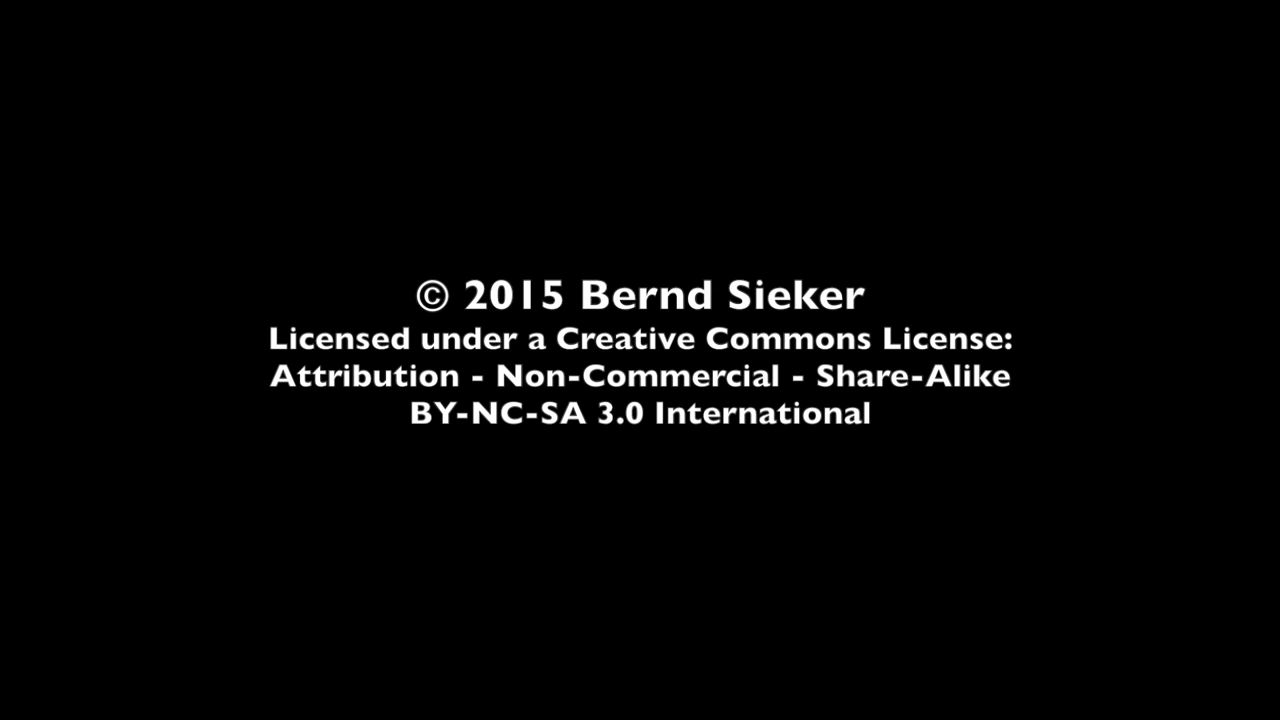 © 2015 Bernd Sieker
Licensed under a Creative Commons License:
Attribution - Non-Commercial - Share-Alike
BY-NC-SA 3.0 International